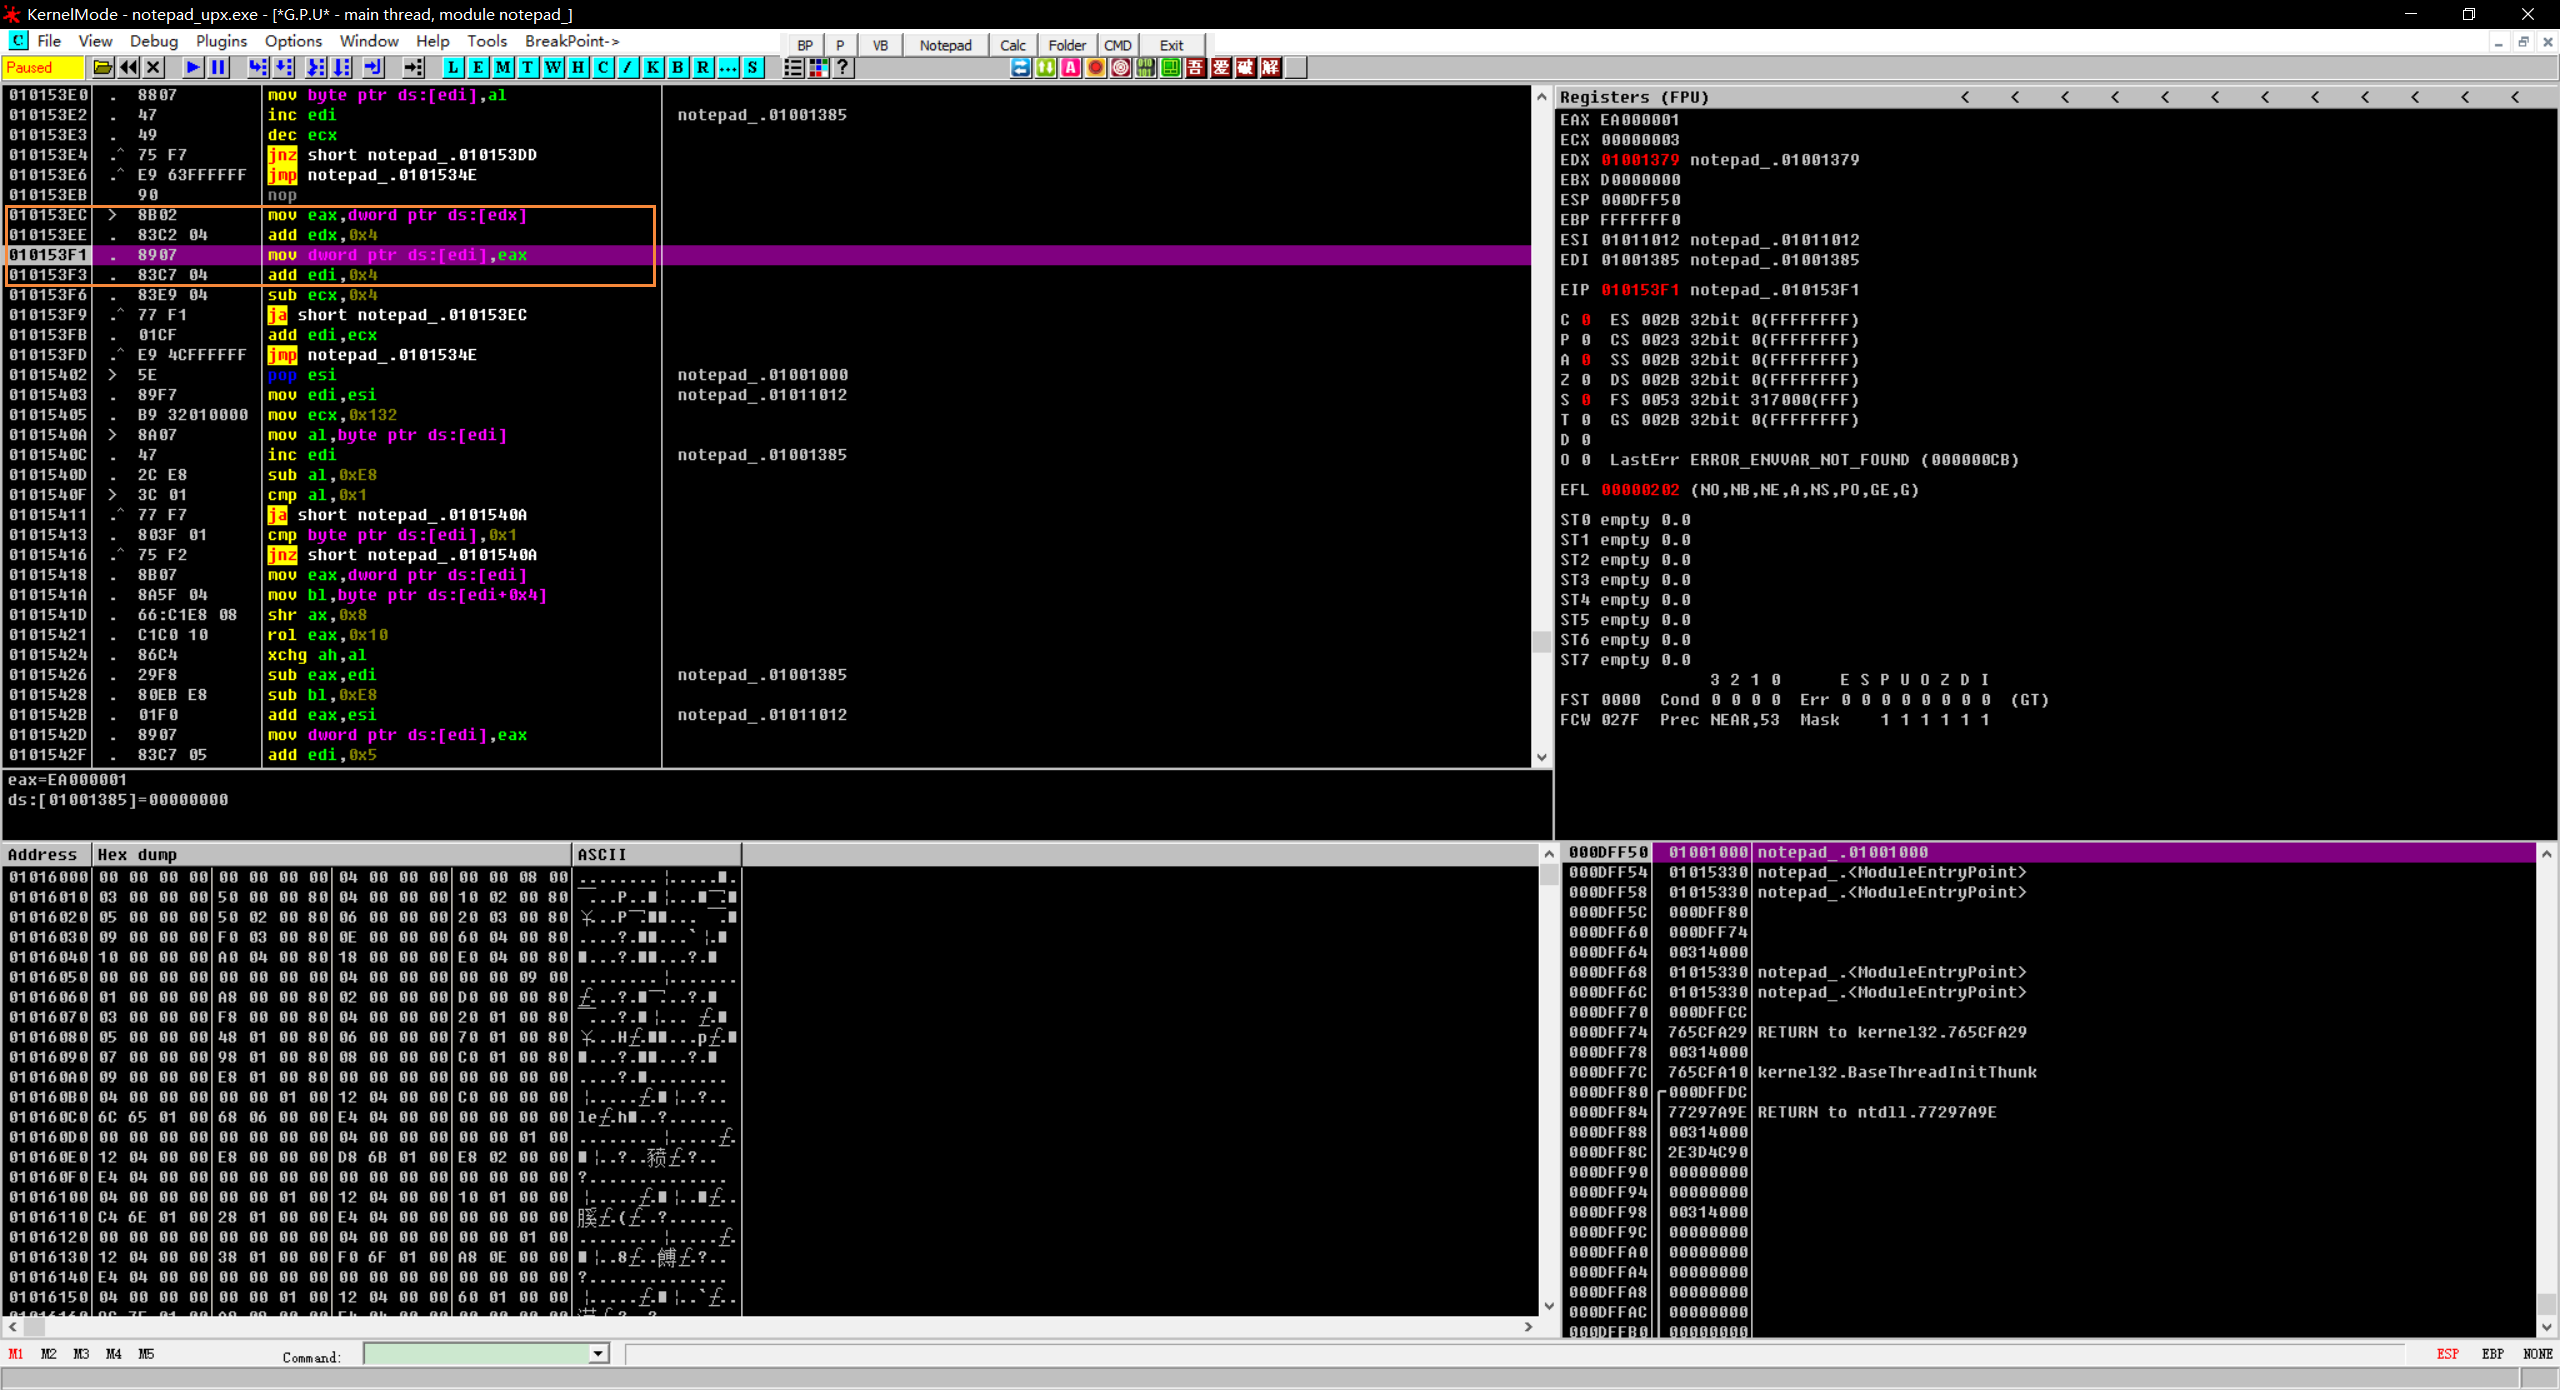 KernelMode - notepad_upx.exe - [*G.P.U* - main thread, module notepad_]
C File View Debug Plugins Options Window Help Tools BreakPoint->
BP P VB Notepad Calc Folder CMD Exit
Paused L E M T W H C / K B R ... S ? 吾 爱 破 解
010153E0 . 8807 mov byte ptr ds:[edi],al
010153E2 . 47 inc edi notepad_.01001385
010153E3 . 49 dec ecx
010153E4 .^ 75 F7 jnz short notepad_.010153DD
010153E6 .^ E9 63FFFFFF jmp notepad_.0101534E
010153EB 90 nop
010153EC > 8B02 mov eax,dword ptr ds:[edx]
010153EE . 83C2 04 add edx,0x4
010153F1 . 8907 mov dword ptr ds:[edi],eax
010153F3 . 83C7 04 add edi,0x4
010153F6 . 83E9 04 sub ecx,0x4
010153F9 .^ 77 F1 ja short notepad_.010153EC
010153FB . 01CF add edi,ecx
010153FD .^ E9 4CFFFFFF jmp notepad_.0101534E
01015402 > 5E pop esi notepad_.01001000
01015403 . 89F7 mov edi,esi notepad_.01011012
01015405 . B9 32010000 mov ecx,0x132
0101540A > 8A07 mov al,byte ptr ds:[edi]
0101540C . 47 inc edi notepad_.01001385
0101540D . 2C E8 sub al,0xE8
0101540F > 3C 01 cmp al,0x1
01015411 .^ 77 F7 ja short notepad_.0101540A
01015413 . 803F 01 cmp byte ptr ds:[edi],0x1
01015416 .^ 75 F2 jnz short notepad_.0101540A
01015418 . 8B07 mov eax,dword ptr ds:[edi]
0101541A . 8A5F 04 mov bl,byte ptr ds:[edi+0x4]
0101541D . 66:C1E8 08 shr ax,0x8
01015421 . C1C0 10 rol eax,0x10
01015424 . 86C4 xchg ah,al
01015426 . 29F8 sub eax,edi notepad_.01001385
01015428 . 80EB E8 sub bl,0xE8
0101542B . 01F0 add eax,esi notepad_.01011012
0101542D . 8907 mov dword ptr ds:[edi],eax
0101542F . 83C7 05 add edi,0x5
eax=EA000001
ds:[01001385]=00000000
Registers (FPU) < < < < < < < < < < < <
EAX EA000001
ECX 00000003
EDX 01001379 notepad_.01001379
EBX D0000000
ESP 000DFF50
EBP FFFFFFF0
ESI 01011012 notepad_.01011012
EDI 01001385 notepad_.01001385
EIP 010153F1 notepad_.010153F1
C 0 ES 002B 32bit 0(FFFFFFFF)
P 0 CS 0023 32bit 0(FFFFFFFF)
A 0 SS 002B 32bit 0(FFFFFFFF)
Z 0 DS 002B 32bit 0(FFFFFFFF)
S 0 FS 0053 32bit 317000(FFF)
T 0 GS 002B 32bit 0(FFFFFFFF)
D 0
O 0 LastErr ERROR_ENVVAR_NOT_FOUND (000000CB)
EFL 00000202 (NO,NB,NE,A,NS,PO,GE,G)
ST0 empty 0.0
ST1 empty 0.0
ST2 empty 0.0
ST3 empty 0.0
ST4 empty 0.0
ST5 empty 0.0
ST6 empty 0.0
ST7 empty 0.0
3 2 1 0 E S P U O Z D I
FST 0000 Cond 0 0 0 0 Err 0 0 0 0 0 0 0 0 (GT)
FCW 027F Prec NEAR,53 Mask 1 1 1 1 1 1
Address Hex dump ASCII
01016000 00 00 00 00 00 00 00 00 04 00 00 00 00 00 08 00
01016010 03 00 00 00 50 00 00 80 04 00 00 00 10 02 00 80
01016020 05 00 00 00 50 02 00 80 06 00 00 00 20 03 00 80
01016030 09 00 00 00 F0 03 00 80 0E 00 00 00 60 04 00 80
01016040 10 00 00 00 A0 04 00 80 18 00 00 00 E0 04 00 80
01016050 00 00 00 00 00 00 00 00 04 00 00 00 00 00 09 00
01016060 01 00 00 00 A8 00 00 80 02 00 00 00 D0 00 00 80
01016070 03 00 00 00 F8 00 00 80 04 00 00 00 20 01 00 80
01016080 05 00 00 00 48 01 00 80 06 00 00 00 70 01 00 80
01016090 07 00 00 00 98 01 00 80 08 00 00 00 C0 01 00 80
010160A0 09 00 00 00 E8 01 00 80 00 00 00 00 00 00 00 00
010160B0 04 00 00 00 00 00 01 00 12 04 00 00 C0 00 00 00
010160C0 6C 65 01 00 68 06 00 00 E4 04 00 00 00 00 00 00
010160D0 00 00 00 00 00 00 00 00 04 00 00 00 00 00 01 00
010160E0 12 04 00 00 E8 00 00 00 D8 6B 01 00 E8 02 00 00
010160F0 E4 04 00 00 00 00 00 00 00 00 00 00 00 00 00 00
01016100 04 00 00 00 00 00 01 00 12 04 00 00 10 01 00 00
01016110 C4 6E 01 00 28 01 00 00 E4 04 00 00 00 00 00 00
01016120 00 00 00 00 00 00 00 00 04 00 00 00 00 00 01 00
01016130 12 04 00 00 38 01 00 00 F0 6F 01 00 A8 0E 00 00
01016140 E4 04 00 00 00 00 00 00 00 00 00 00 00 00 00 00
01016150 04 00 00 00 00 00 01 00 12 04 00 00 60 01 00 00
000DFF50 01001000 notepad_.01001000
000DFF54 01015330 notepad_.<ModuleEntryPoint>
000DFF58 01015330 notepad_.<ModuleEntryPoint>
000DFF5C 000DFF80
000DFF60 000DFF74
000DFF64 00314000
000DFF68 01015330 notepad_.<ModuleEntryPoint>
000DFF6C 01015330 notepad_.<ModuleEntryPoint>
000DFF70 000DFFCC
000DFF74 765CFA29 RETURN to kernel32.765CFA29
000DFF78 00314000
000DFF7C 765CFA10 kernel32.BaseThreadInitThunk
000DFF80 000DFFDC
000DFF84 77297A9E RETURN to ntdll.77297A9E
000DFF88 00314000
000DFF8C 2E3D4C90
000DFF90 00000000
000DFF94 00000000
000DFF98 00314000
000DFF9C 00000000
000DFFA0 00000000
000DFFA4 00000000
000DFFA8 00000000
000DFFAC 00000000
000DFFB0 00000000
M1 M2 M3 M4 M5 Command: ESP EBP NONE